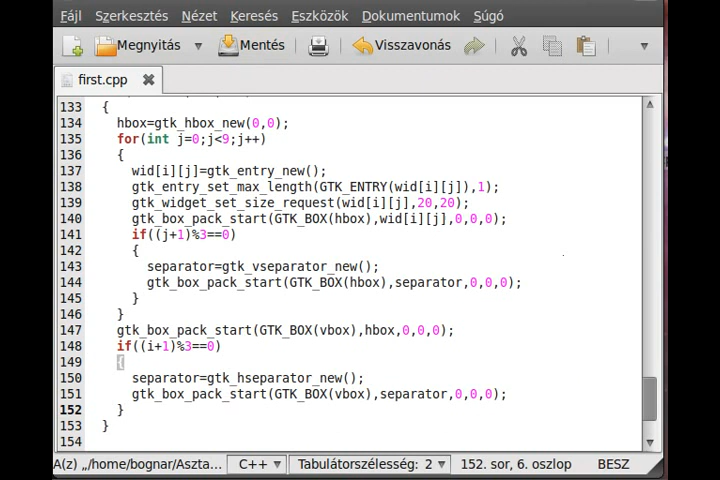 Fájl Szerkesztés Nézet Keresés Eszközök Dokumentumok Súgó
Megnyitás Mentés Visszavonás
first.cpp
133 {
134 hbox=gtk_hbox_new(0,0);
135 for(int j=0;j<9;j++)
136 {
137 wid[i][j]=gtk_entry_new();
138 gtk_entry_set_max_length(GTK_ENTRY(wid[i][j]),1);
139 gtk_widget_set_size_request(wid[i][j],20,20);
140 gtk_box_pack_start(GTK_BOX(hbox),wid[i][j],0,0,0);
141 if((j+1)%3==0)
142 {
143 separator=gtk_vseparator_new();
144 gtk_box_pack_start(GTK_BOX(hbox),separator,0,0,0);
145 }
146 }
147 gtk_box_pack_start(GTK_BOX(vbox),hbox,0,0,0);
148 if((i+1)%3==0)
149 {
150 separator=gtk_hseparator_new();
151 gtk_box_pack_start(GTK_BOX(vbox),separator,0,0,0);
152 }
153 }
154
A(z) „/home/bognar/Aszta... C++ Tabulátorszélesség: 2 152. sor, 6. oszlop BESZ